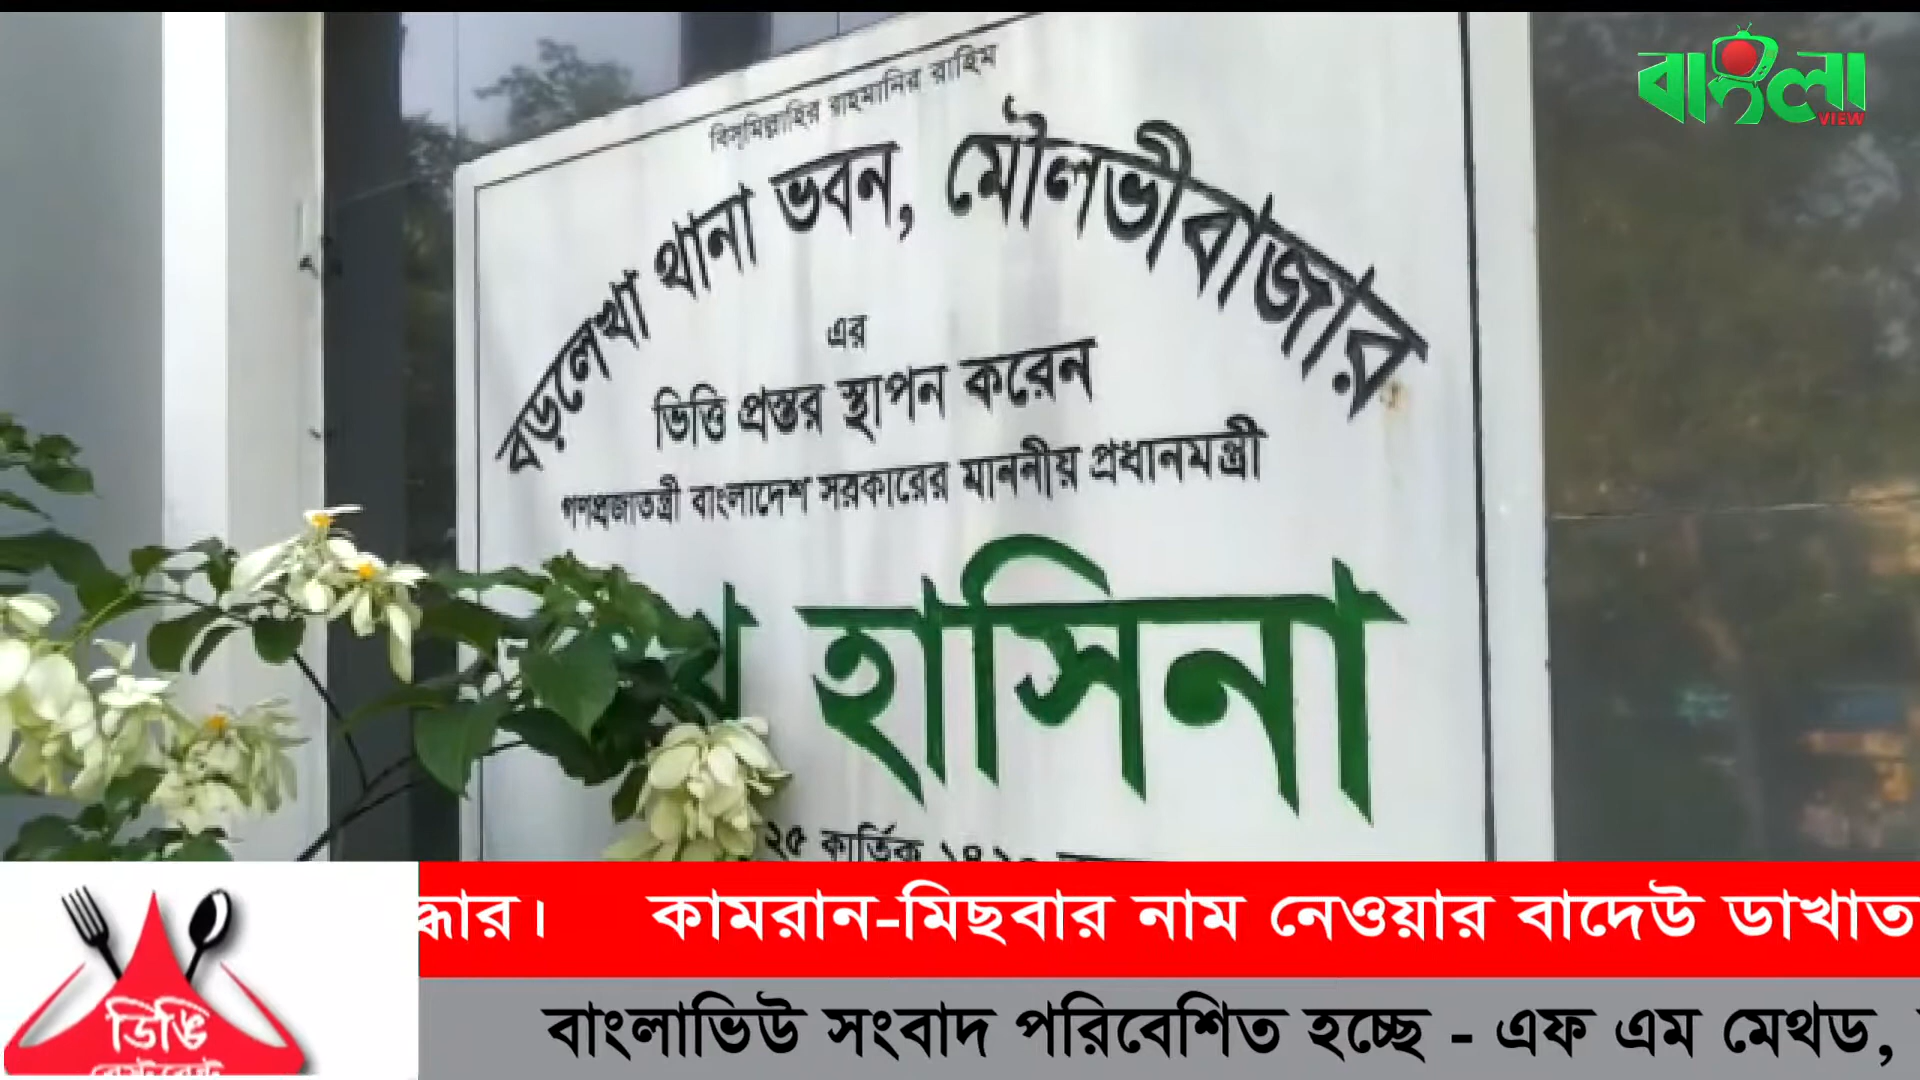 বাংলা
VIEW
বিস্‌মিল্লাহির রাহমানির রাহিম
বড়লেখা থানা ভবন, মৌলভীবাজার
এর
ভিত্তি প্রস্তর স্থাপন করেন
গণপ্রজাতন্ত্রী বাংলাদেশ সরকারের মাননীয় প্রধানমন্ত্রী
হাসিনা
২৫ কার্তিক
দ্ধার। কামরান-মিছবার নাম নেওয়ার বাদেউ ডাখাত
ডিঙি
বাংলাভিউ সংবাদ পরিবেশিত হচ্ছে - এফ এম মেথড,